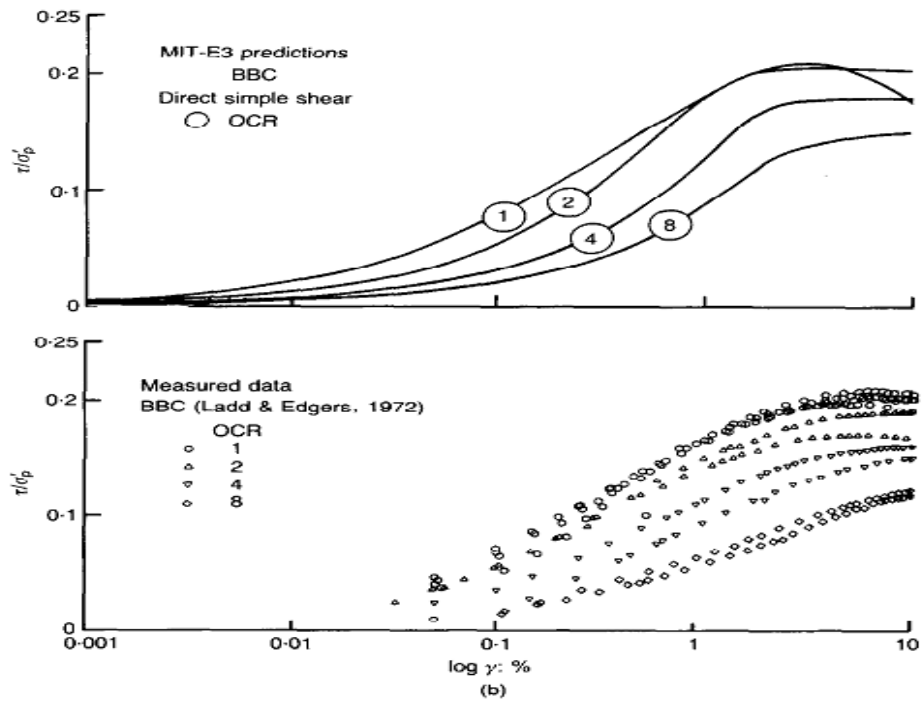 0·25
MIT-E3 predictions
BBC
Direct simple shear
OCR
0·2
τ/σ′p
0·1
1
2
4
8
0
0·25
Measured data
BBC (Ladd & Edgers, 1972)
OCR
1
2
4
8
0·2
τ/σ′p
0·1
0
0·001
0·01
0·1
1
10
log γ: %
(b)